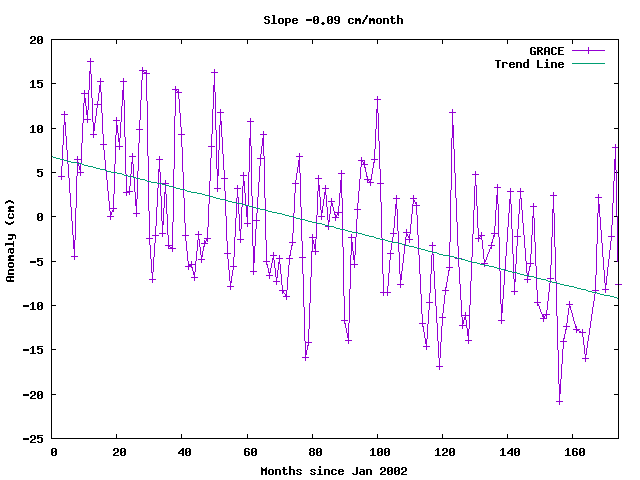 Slope -0.09 cm/month
GRACE
Trend Line
20
15
10
5
0
-5
-10
-15
-20
-25
Anomaly (cm)
0 20 40 60 80 100 120 140 160
Months since Jan 2002